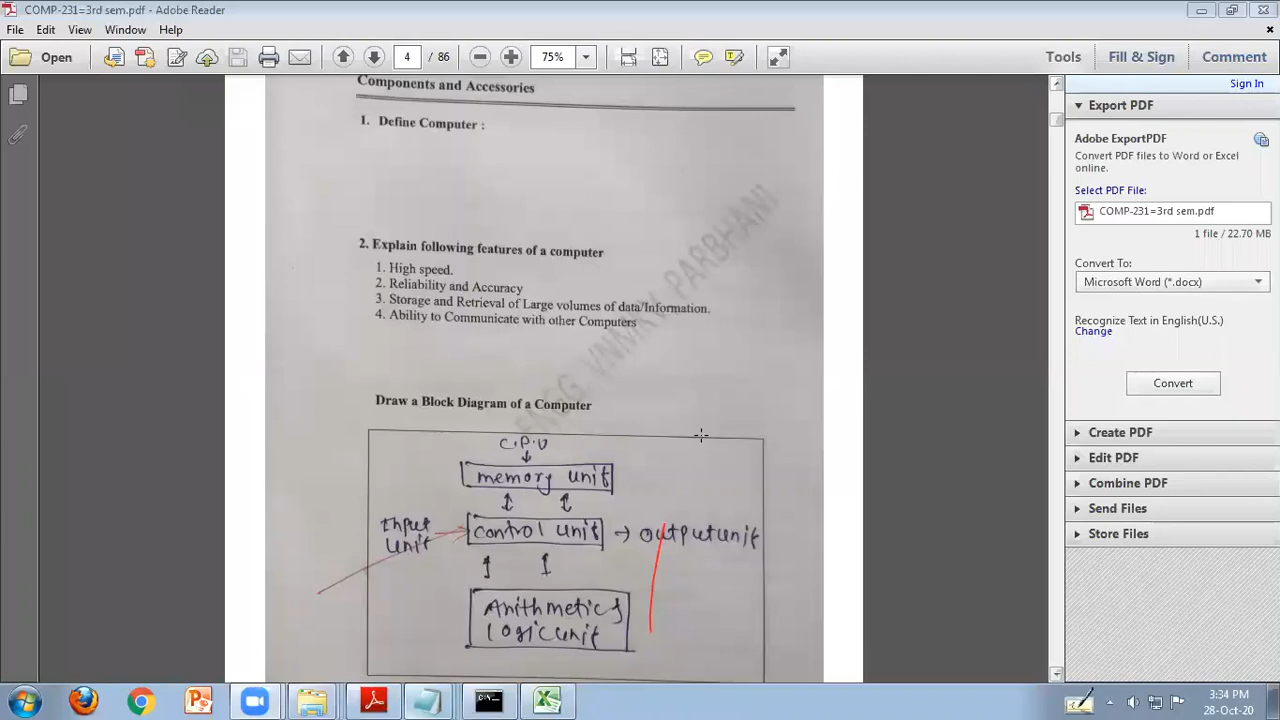 COMP-231=3rd sem.pdf - Adobe Reader
File Edit View Window Help
Open 4 / 86 75% Tools Fill & Sign Comment
Sign In
Components and Accessories
1. Define Computer :
2. Explain following features of a computer
1. High speed.
2. Reliability and Accuracy
3. Storage and Retrieval of Large volumes of data/Information.
4. Ability to Communicate with other Computers
ENGG. VNMKV, PARBHANI
Draw a Block Diagram of a Computer
C.P.U
memory unit
Input
unit
control unit
output unit
Arithmetic &
logic unit
Export PDF
Adobe ExportPDF
Convert PDF files to Word or Excel
online.
Select PDF File:
COMP-231=3rd sem.pdf
1 file / 22.70 MB
Convert To:
Microsoft Word (*.docx)
Recognize Text in English(U.S.)
Change
Convert
Create PDF
Edit PDF
Combine PDF
Send Files
Store Files
3:34 PM
28-Oct-20